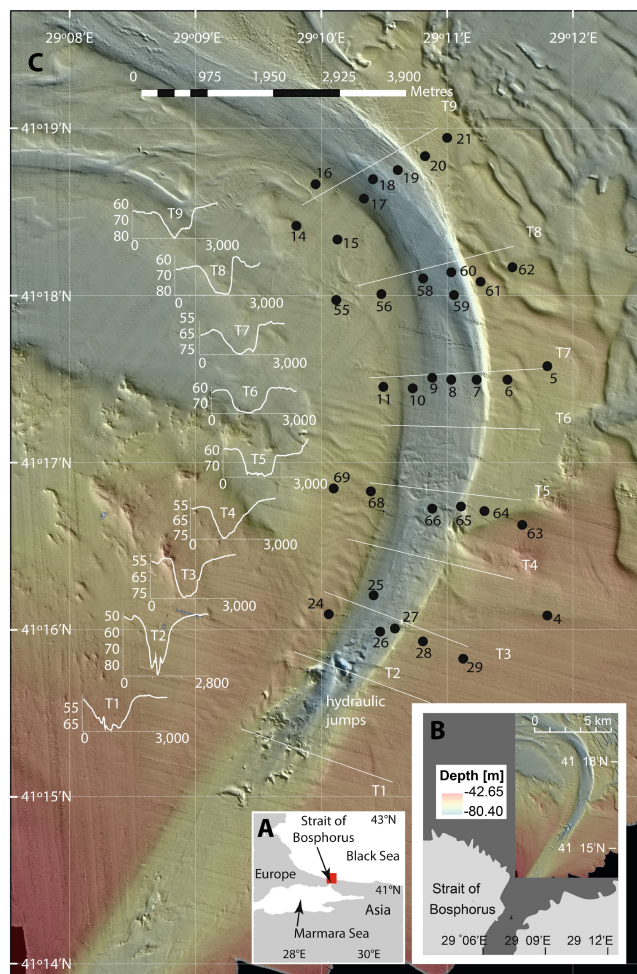 29°08'E 29°09'E 29°10'E 29°11'E 29°12'E
C
0 975 1,950 2,925 3,900
Metres
T9
41°19'N
21
20
19
18
17
16
14
15
60
70
80
T9
3,000
T8
60
70
80
T8
0 3,000
62
60
61
58
59
56
55
41°18'N
55
65
75
T7
0 3,000
T7
5
6
7
8
9
10
11
60
70
T6
0 3,000
T6
60
70
T5
0 3,000
41°17'N
69
68
T5
66
65
64
63
55
65
75
T4
0 3,000
T4
55
65
75
T3
0 3,000
25
24
27
26
28
29
4
T3
41°16'N
50
60
70
80
T2
0 2,800
T2
hydraulic
jumps
T1
55
65
0 3,000
T1
41°15'N
A
43°N
Strait of
Bosphorus
Black Sea
Europe
41°N
Asia
Marmara Sea
28°E 30°E
B
0 5 km
41 18'N
Depth [m]
-42.65
-80.40
41 15'N
Strait of
Bosphorus
29 °06'E 29 0°9'E 29 12'E
41°14'N